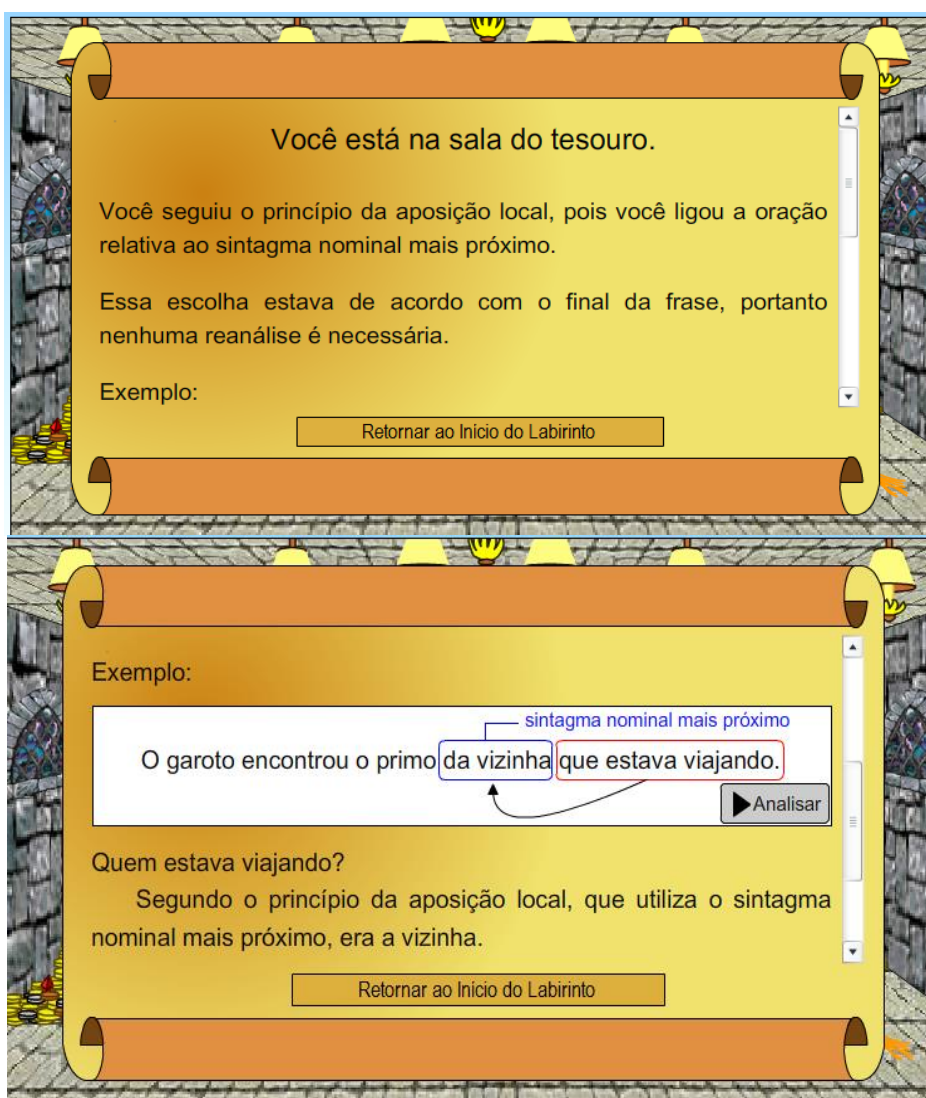 Você está na sala do tesouro.
Você seguiu o princípio da aposição local, pois você ligou a oração
relativa ao sintagma nominal mais próximo.
Essa escolha estava de acordo com o final da frase, portanto
nenhuma reanálise é necessária.
Exemplo:
Retornar ao Início do Labirinto
Exemplo:
sintagma nominal mais próximo
O garoto encontrou o primo da vizinha que estava viajando.
Analisar
Quem estava viajando?
Segundo o princípio da aposição local, que utiliza o sintagma
nominal mais próximo, era a vizinha.
Retornar ao Início do Labirinto